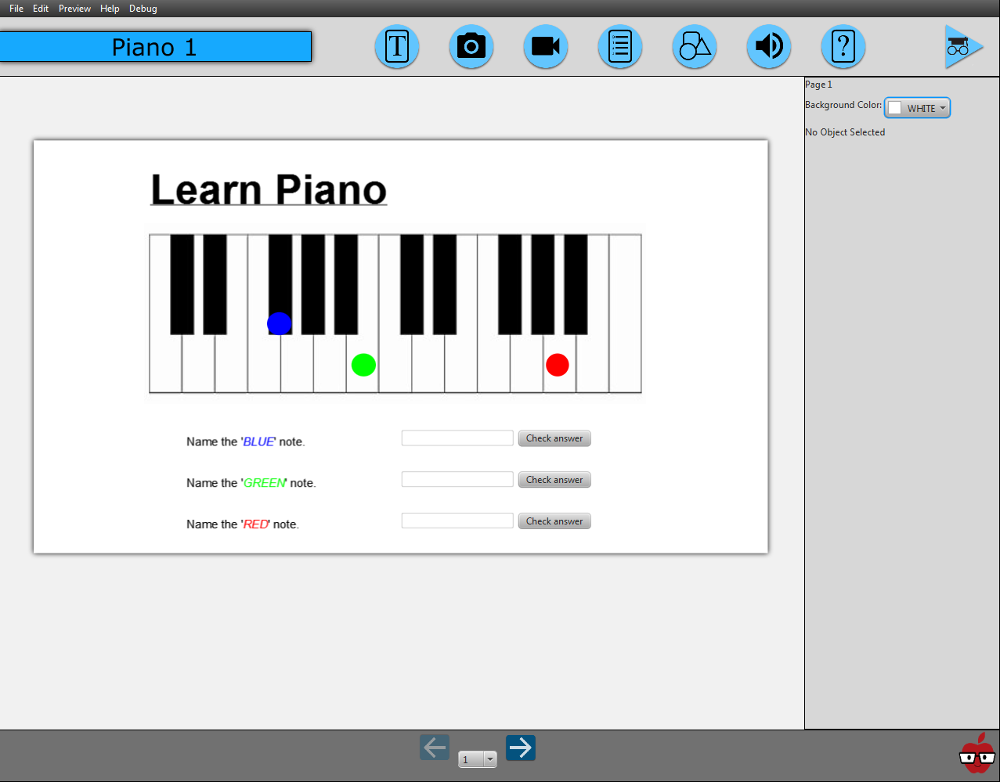 File Edit Preview Help Debug
Piano 1
T
?
Page 1
Background Color: WHITE
No Object Selected
Learn Piano
Name the 'BLUE' note. Check answer
Name the 'GREEN' note. Check answer
Name the 'RED' note. Check answer
1